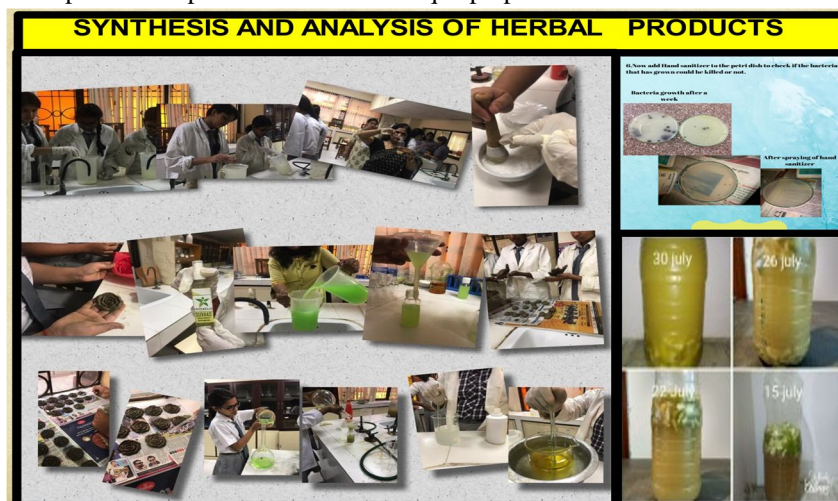 SYNTHESIS AND ANALYSIS OF HERBAL PRODUCTS
6.Now add Hand sanitizer to the petri dish to check if the bacteria
that has grown could be killed or not.
Bacteria growth after a
week
After spraying of hand
sanitizer
30 july
26 july
22 July
15 july